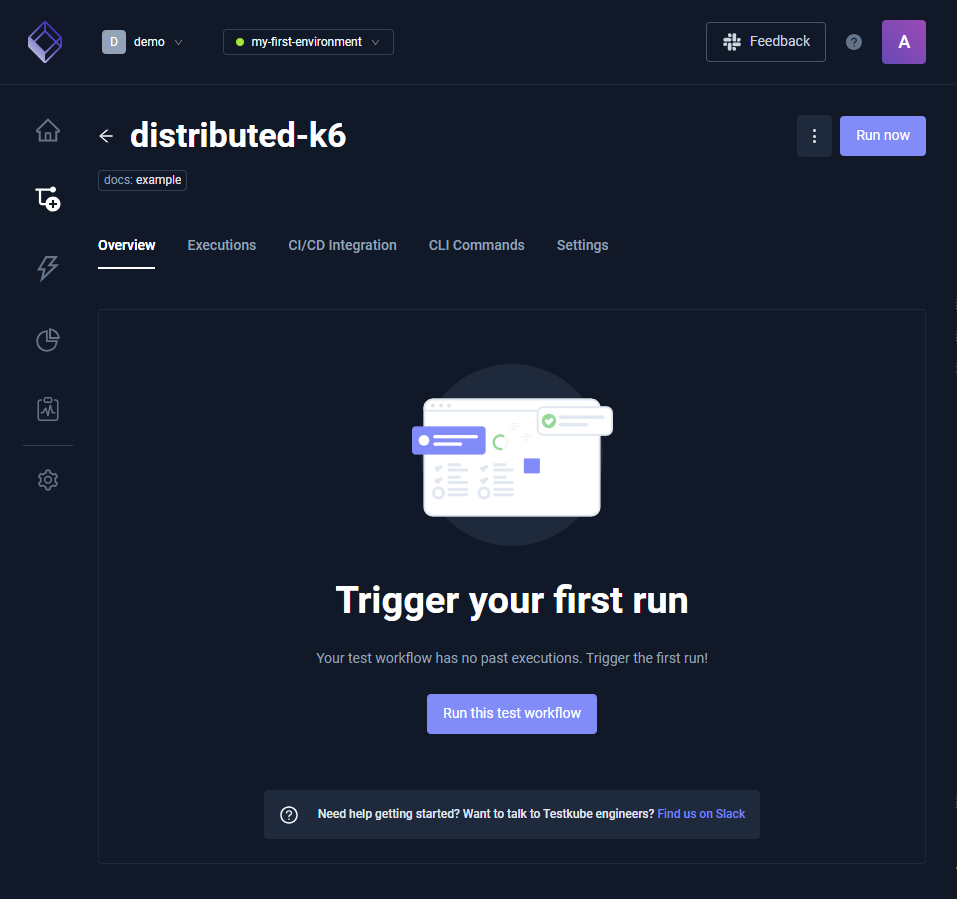 D demo my-first-environment Feedback ? A
distributed-k6 Run now
docs: example
Overview Executions CI/CD Integration CLI Commands Settings
Trigger your first run
Your test workflow has no past executions. Trigger the first run!
Run this test workflow
? Need help getting started? Want to talk to Testkube engineers? Find us on Slack